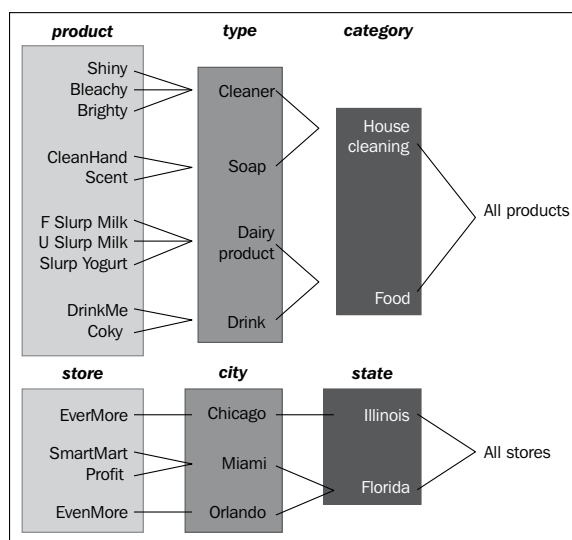 product type category
Shiny
Bleachy
Brighty
Cleaner
CleanHand
Scent
Soap
F Slurp Milk
U Slurp Milk
Slurp Yogurt
Dairy
product
DrinkMe
Coky
Drink
House
cleaning
Food
All products
store city state
EverMore
Chicago
Illinois
SmartMart
Profit
Miami
EvenMore
Orlando
Florida
All stores